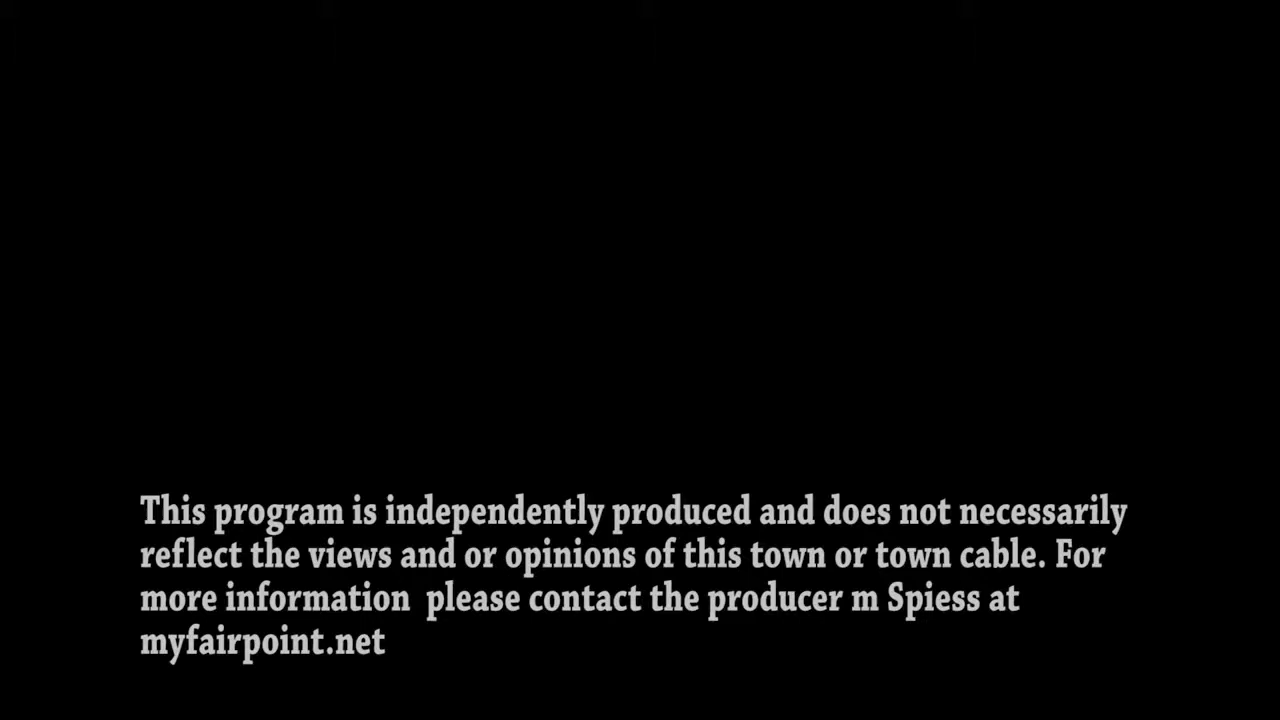 This program is independently produced and does not necessarily
reflect the views and or opinions of this town or town cable. For
more information  please contact the producer m Spiess at
myfairpoint.net